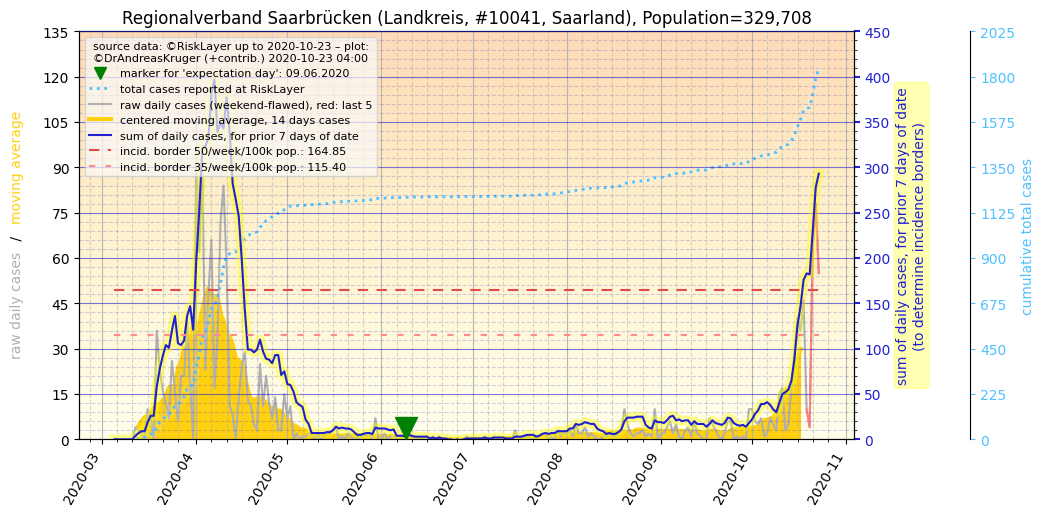 Regionalverband Saarbrücken (Landkreis, #10041, Saarland), Population=329,708
source data: ©RiskLayer up to 2020-10-23 – plot:
©DrAndreasKruger (+contrib.) 2020-10-23 04:00
marker for 'expectation day': 09.06.2020
total cases reported at RiskLayer
raw daily cases (weekend-flawed), red: last 5
centered moving average, 14 days cases
sum of daily cases, for prior 7 days of date
incid. border 50/week/100k pop.: 164.85
incid. border 35/week/100k pop.: 115.40
raw daily cases / moving average
135
120
105
90
75
60
45
30
15
0
2020-03
2020-04
2020-05
2020-06
2020-07
2020-08
2020-09
2020-10
2020-11
450
400
350
300
250
200
150
100
50
0
sum of daily cases, for prior 7 days of date
(to determine incidence borders)
2025
1800
1575
1350
1125
900
675
450
225
0
cumulative total cases